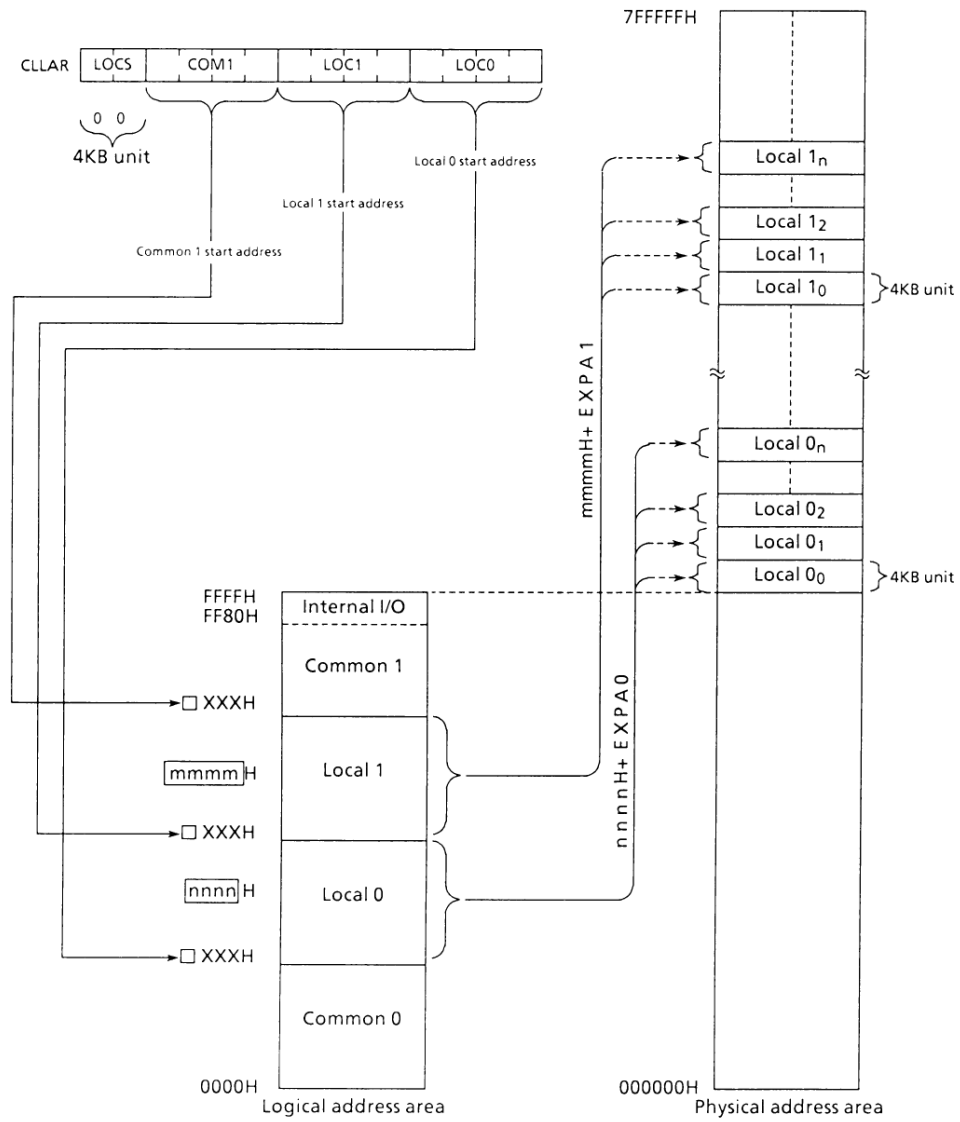 7FFFFFH
CLLAR LOCS COM1 LOC1 LOC0
0 0
4KB unit
Local 0 start address
Local 1 start address
Common 1 start address
Local 1n
Local 12
Local 11
Local 10
4KB unit
mmmmH+EXPA1
Local 0n
Local 02
Local 01
Local 00
4KB unit
nnnnH+EXPA0
FFFFH
FF80H
Internal I/O
Common 1
□ XXXH
mmmm H
Local 1
□ XXXH
nnnn H
Local 0
□ XXXH
Common 0
0000H
Logical address area
000000H
Physical address area